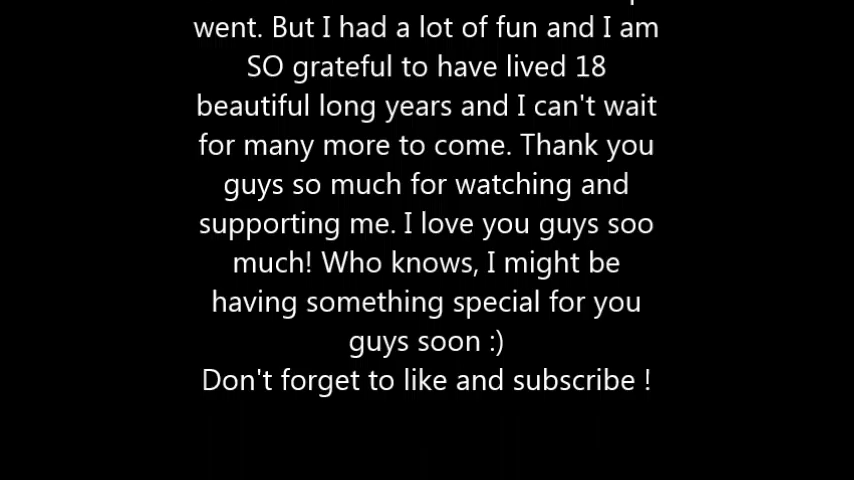 went. But I had a lot of fun and I am
SO grateful to have lived 18
beautiful long years and I can't wait
for many more to come. Thank you
guys so much for watching and
supporting me. I love you guys soo
much! Who knows, I might be
having something special for you
guys soon :)
Don't forget to like and subscribe !